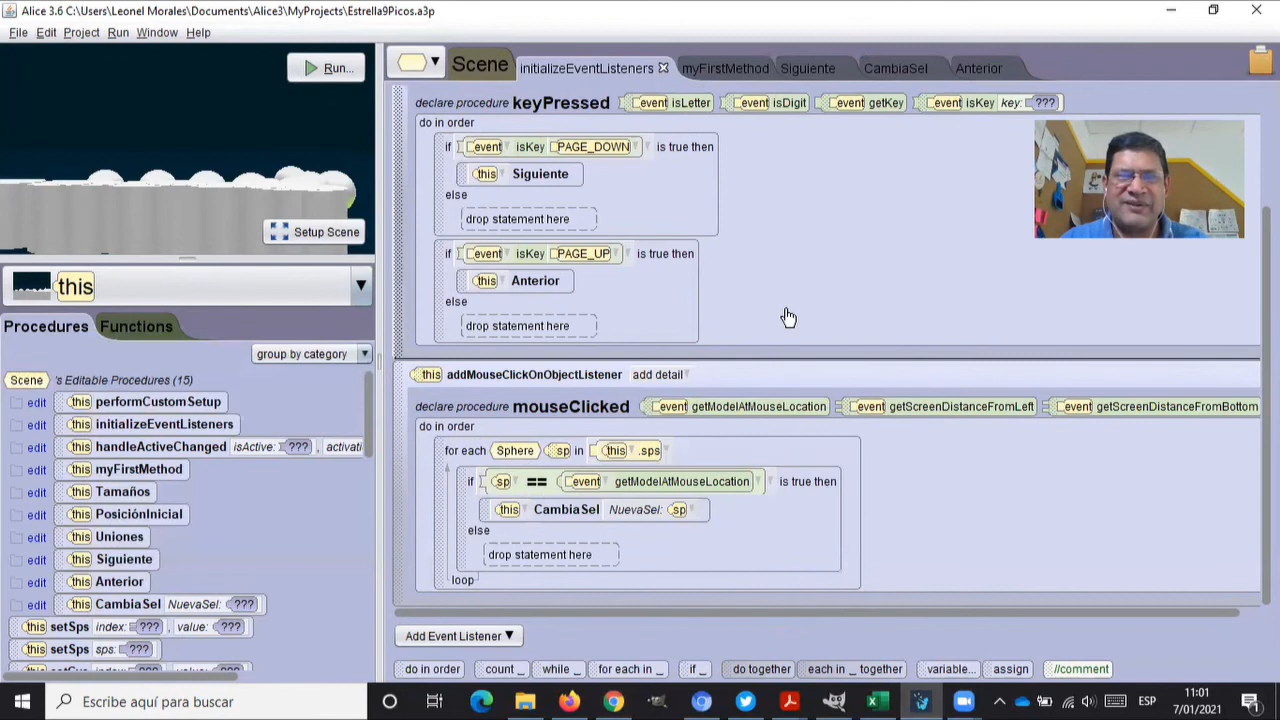 Alice 3.6 C:\Users\Leonel Morales\Documents\Alice3\MyProjects\Estrella9Picos.a3p
File Edit Project Run Window Help
Run...
Setup Scene
this
Procedures Functions
group by category
Scene 's Editable Procedures (15)
edit this performCustomSetup
edit this initializeEventListeners
edit this handleActiveChanged isActive: ??? , activati
edit this myFirstMethod
edit this Tamaños
edit this PosiciónInicial
edit this Uniones
edit this Siguiente
edit this Anterior
edit this CambiaSel NuevaSel: ???
this setSps index: ??? , value: ???
this setSps sps: ???
Scene initializeEventListeners myFirstMethod Siguiente CambiaSel Anterior
declare procedure keyPressed event isLetter event isDigit event getKey event isKey key: ???
do in order
if event isKey PAGE_DOWN is true then
this Siguiente
else
drop statement here
if event isKey PAGE_UP is true then
this Anterior
else
drop statement here
this addMouseClickOnObjectListener add detail
declare procedure mouseClicked event getModelAtMouseLocation event getScreenDistanceFromLeft event getScreenDistanceFromBottom
do in order
for each Sphere sp in this .sps
if sp == event getModelAtMouseLocation is true then
this CambiaSel NuevaSel: sp
else
drop statement here
loop
Add Event Listener
do in order count _ while _ for each in _ if _ do together each in _ together variable... assign //comment
Escribe aquí para buscar
ESP
11:01
7/01/2021